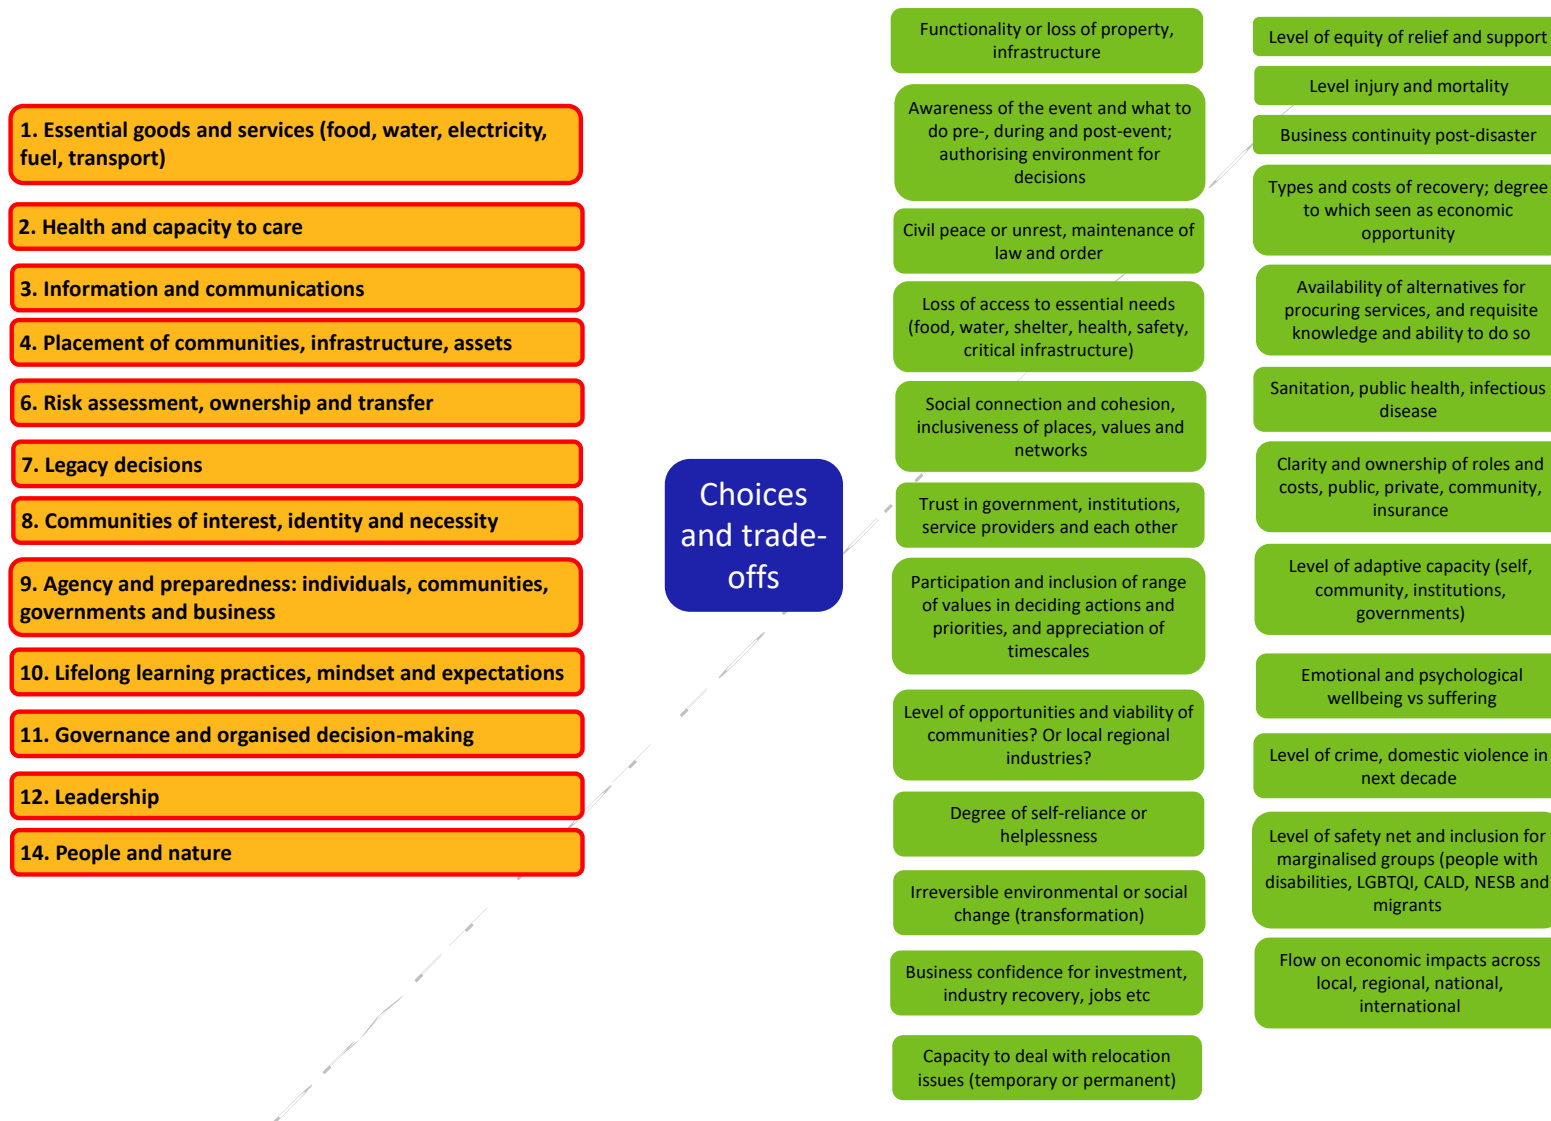 1. Essential goods and services (food, water, electricity,
fuel, transport)
2. Health and capacity to care
3. Information and communications
4. Placement of communities, infrastructure, assets
6. Risk assessment, ownership and transfer
7. Legacy decisions
8. Communities of interest, identity and necessity
9. Agency and preparedness: individuals, communities,
governments and business
10. Lifelong learning practices, mindset and expectations
11. Governance and organised decision-making
12. Leadership
14. People and nature
Choices
and trade-
offs
Functionality or loss of property,
infrastructure
Awareness of the event and what to
do pre-, during and post-event;
authorising environment for
decisions
Civil peace or unrest, maintenance of
law and order
Loss of access to essential needs
(food, water, shelter, health, safety,
critical infrastructure)
Social connection and cohesion,
inclusiveness of places, values and
networks
Trust in government, institutions,
service providers and each other
Participation and inclusion of range
of values in deciding actions and
priorities, and appreciation of
timescales
Level of opportunities and viability of
communities? Or local regional
industries?
Degree of self-reliance or
helplessness
Irreversible environmental or social
change (transformation)
Business confidence for investment,
industry recovery, jobs etc
Capacity to deal with relocation
issues (temporary or permanent)
Level of equity of relief and support
Level injury and mortality
Business continuity post-disaster
Types and costs of recovery; degree
to which seen as economic
opportunity
Availability of alternatives for
procuring services, and requisite
knowledge and ability to do so
Sanitation, public health, infectious
disease
Clarity and ownership of roles and
costs, public, private, community,
insurance
Level of adaptive capacity (self,
community, institutions,
governments)
Emotional and psychological
wellbeing vs suffering
Level of crime, domestic violence in
next decade
Level of safety net and inclusion for
marginalised groups (people with
disabilities, LGBTQI, CALD, NESB and
migrants
Flow on economic impacts across
local, regional, national,
international